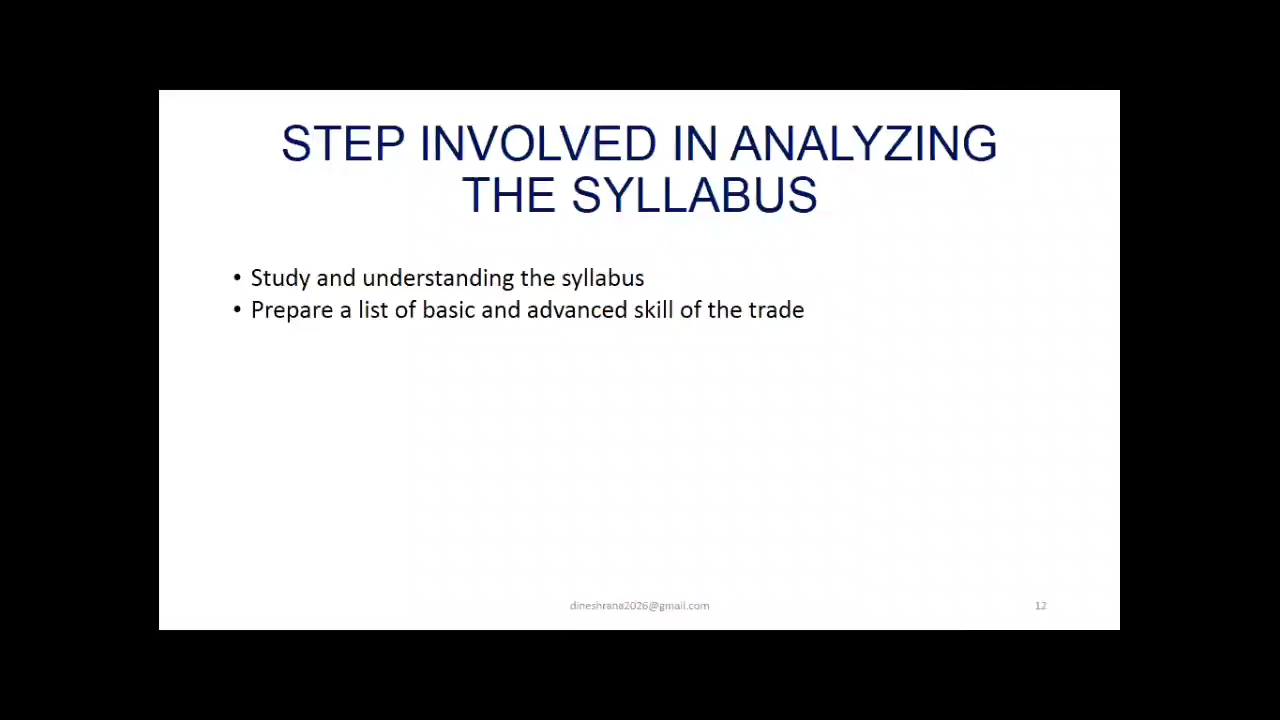 STEP INVOLVED IN ANALYZING
THE SYLLABUS
• Study and understanding the syllabus
• Prepare a list of basic and advanced skill of the trade
dineshrana2026@gmail.com
12